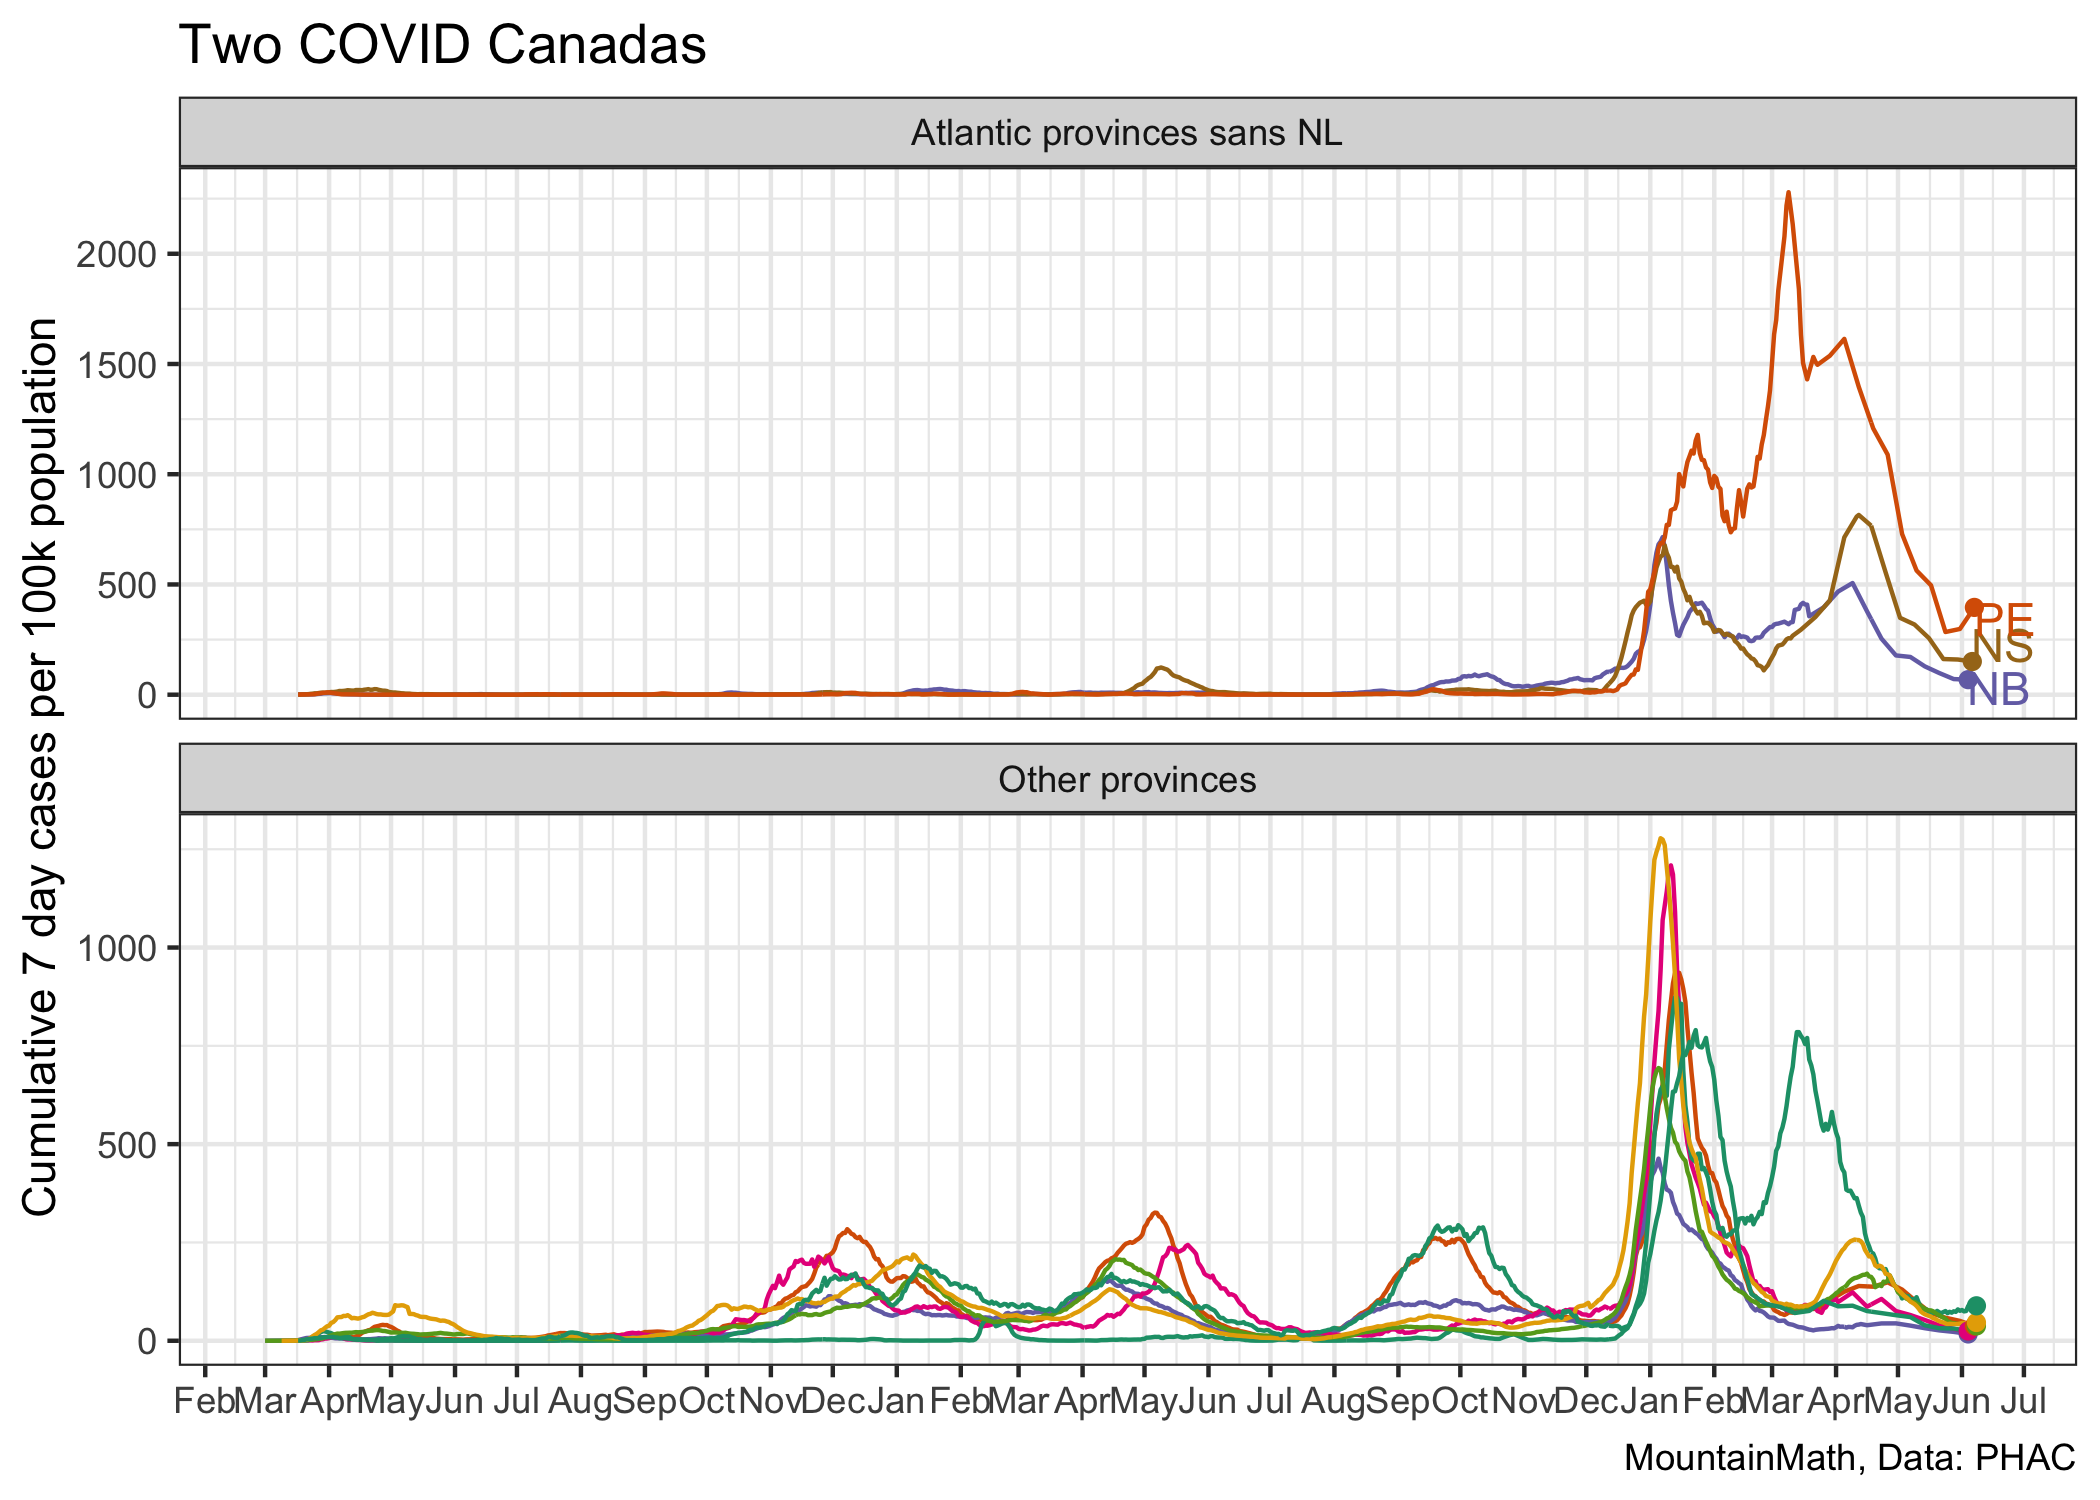 Two COVID Canadas
Atlantic provinces sans NL
Cumulative 7 day cases per 100k population
2000
1500
1000
500
0
PE
NS
NB
Other provinces
1000
500
0
Feb Mar Apr May Jun Jul Aug Sep Oct Nov Dec Jan Feb Mar Apr May Jun Jul Aug Sep Oct Nov Dec Jan Feb Mar Apr May Jun Jul
MountainMath, Data: PHAC